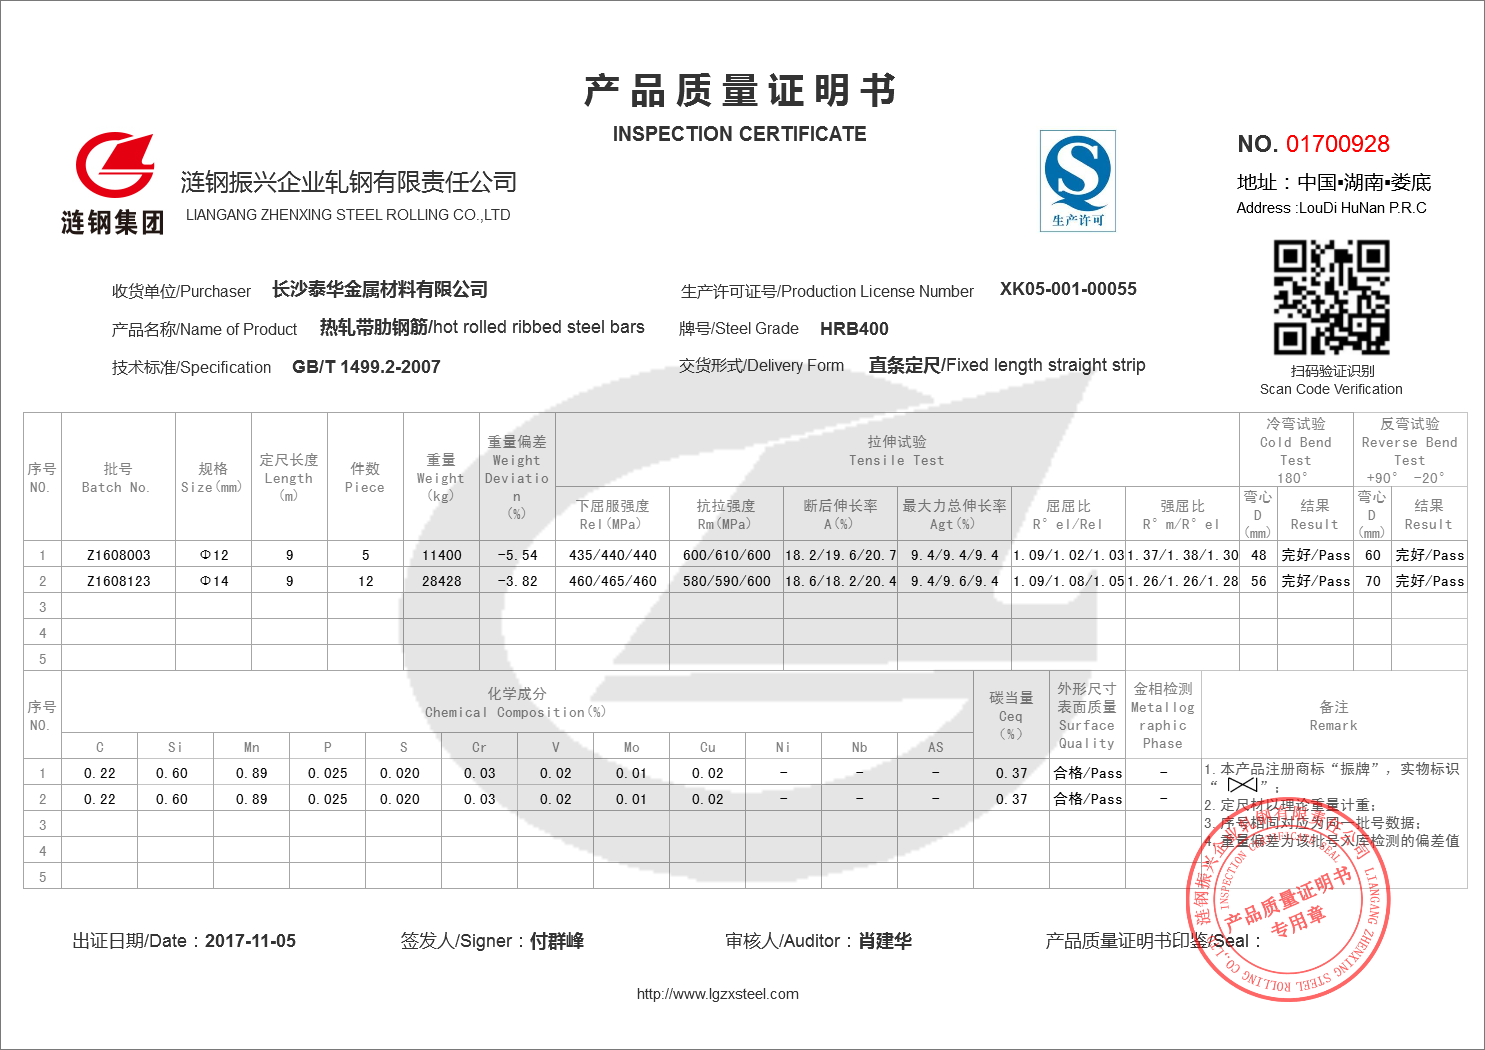 产品质量证明书
INSPECTION CERTIFICATE
涟钢集团
涟钢振兴企业轧钢有限责任公司
LIANGANG ZHENXING STEEL ROLLING CO.,LTD
生产许可
NO. 01700928
地址：中国▪湖南▪娄底
Address :LouDi HuNan P.R.C
扫码验证识别
Scan Code Verification
收货单位/Purchaser 长沙泰华金属材料有限公司
生产许可证号/Production License Number XK05-001-00055
产品名称/Name of Product 热轧带肋钢筋/hot rolled ribbed steel bars
牌号/Steel Grade HRB400
技术标准/Specification GB/T 1499.2-2007
交货形式/Delivery Form 直条定尺/Fixed length straight strip
序号 NO.
批号 Batch No.
规格 Size(mm)
定尺长度 Length (m)
件数 Piece
重量 Weight (kg)
重量偏差 Weight Deviation (%)
拉伸试验 Tensile Test
冷弯试验 Cold Bend Test 180°
反弯试验 Reverse Bend Test +90° -20°
下屈服强度 Rel(MPa)
抗拉强度 Rm(MPa)
断后伸长率 A(%)
最大力总伸长率 Agt(%)
屈屈比 R°el/Rel
强屈比 R°m/R°el
弯心 D (mm)
结果 Result
弯心 D (mm)
结果 Result
1 Z1608003 Φ12 9 5 11400 -5.54 435/440/440 600/610/600 18.2/19.6/20.7 9.4/9.4/9.4 1.09/1.02/1.03 1.37/1.38/1.30 48 完好/Pass 60 完好/Pass
2 Z1608123 Φ14 9 12 28428 -3.82 460/465/460 580/590/600 18.6/18.2/20.4 9.4/9.6/9.4 1.09/1.08/1.05 1.26/1.26/1.28 56 完好/Pass 70 完好/Pass
3
4
5
序号 NO.
化学成分 Chemical Composition(%)
碳当量 Ceq (%)
外形尺寸表面质量 Surface Quality
金相检测 Metallographic Phase
备注 Remark
C Si Mn P S Cr V Mo Cu Ni Nb AS
1 0.22 0.60 0.89 0.025 0.020 0.03 0.02 0.01 0.02 - - - 0.37 合格/Pass -
2 0.22 0.60 0.89 0.025 0.020 0.03 0.02 0.01 0.02 - - - 0.37 合格/Pass -
3
4
5
1.本产品注册商标“振牌”, 实物标识
“ ”;
2.定尺材以理论重量计重;
3.序号相同对应为同一批号数据;
4.重量偏差为该批号入库检测的偏差值
。
涟钢振兴企业轧钢有限责任公司
LIANGANG ZHENXING STEEL ROLLING CO.,LTD
INSPECTION CERTIFICATE SEAL
产品质量证明书
专用章
出证日期/Date：2017-11-05
签发人/Signer：付群峰
审核人/Auditor：肖建华
产品质量证明书印鉴/Seal：
http://www.lgzxsteel.com